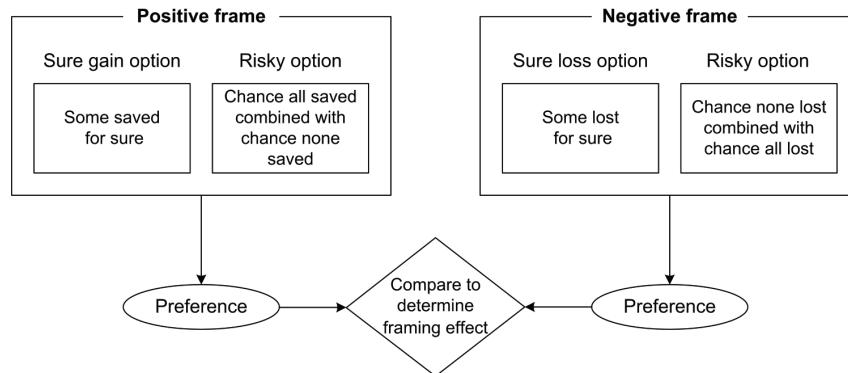 Positive frame
Sure gain option
Risky option
Some saved
for sure
Chance all saved
combined with
chance none
saved
Negative frame
Sure loss option
Risky option
Some lost
for sure
Chance none lost
combined with
chance all lost
Preference
Compare to
determine
framing effect
Preference